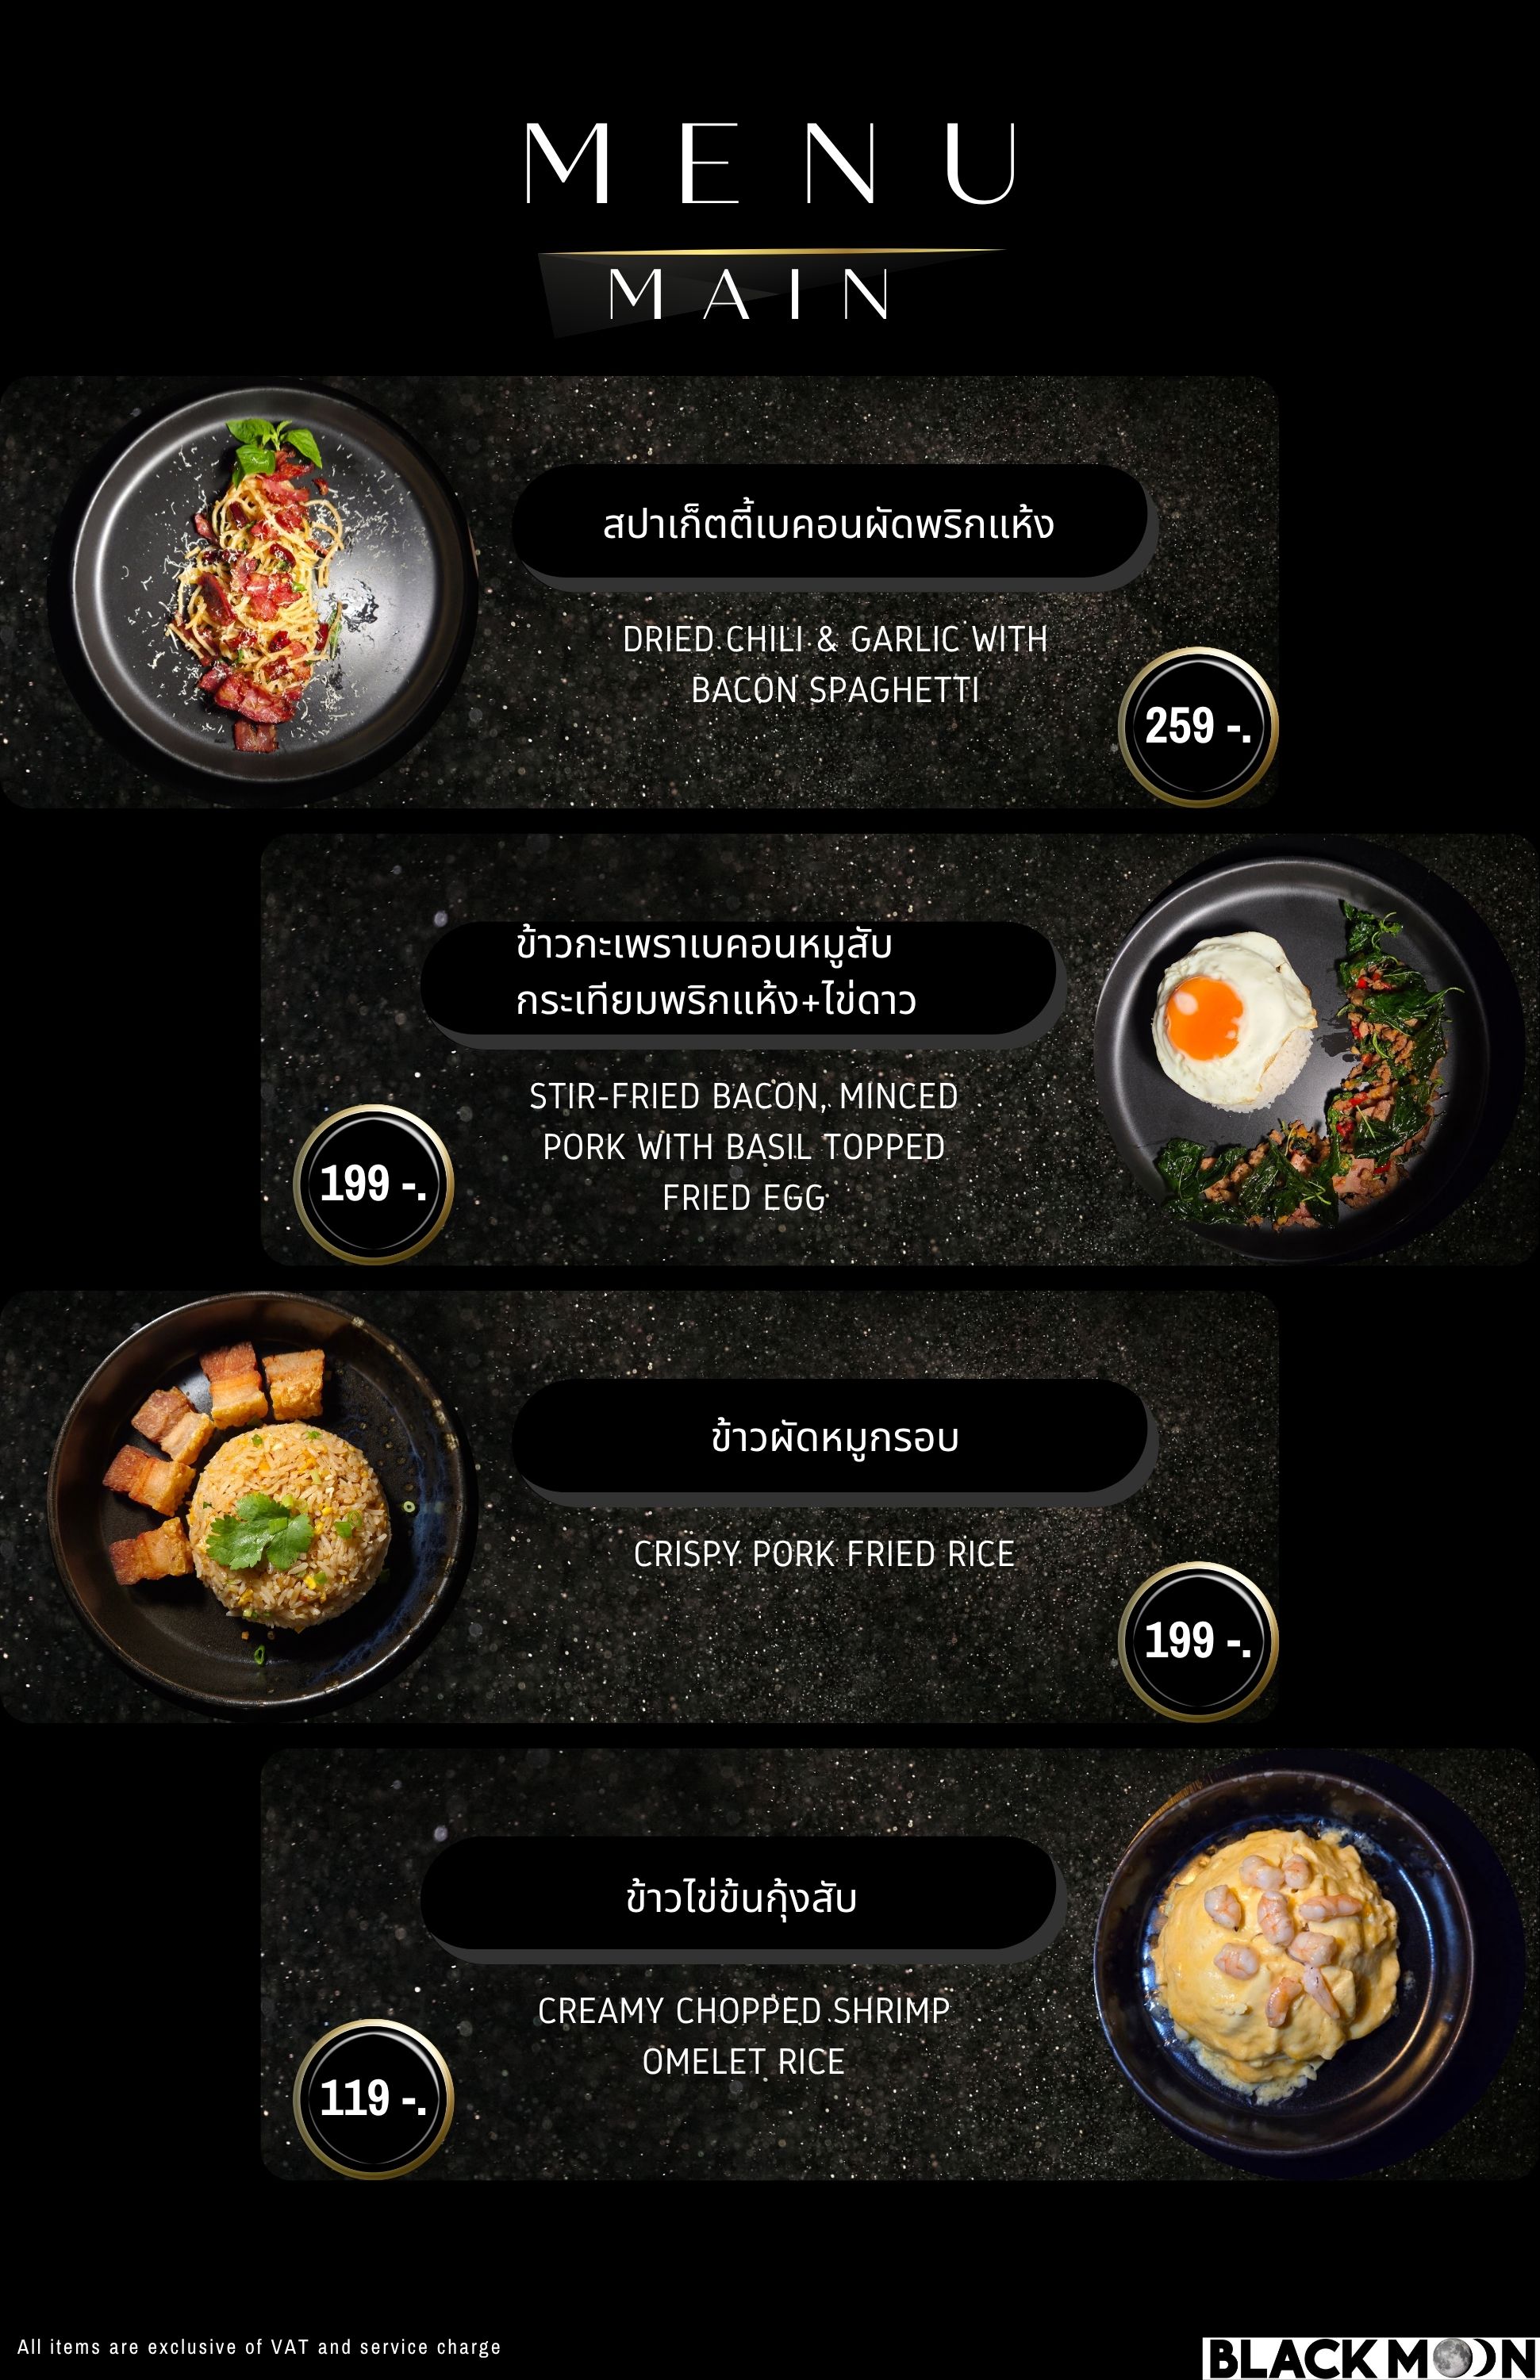 MENU
MAIN
สปาเก็ตตี้เบคอนผัดพริกแห้ง
DRIED CHILI & GARLIC WITH
BACON SPAGHETTI
259 -.
ข้าวกะเพราเบคอนหมูสับ
กระเทียมพริกแห้ง+ไข่ดาว
STIR-FRIED BACON, MINCED
PORK WITH BASIL TOPPED
FRIED EGG
199 -.
ข้าวผัดหมูกรอบ
CRISPY PORK FRIED RICE
199 -.
ข้าวไข่ข้นกุ้งสับ
CREAMY CHOPPED SHRIMP
OMELET RICE
119 -.
All items are exclusive of VAT and service charge
BLACK MOON